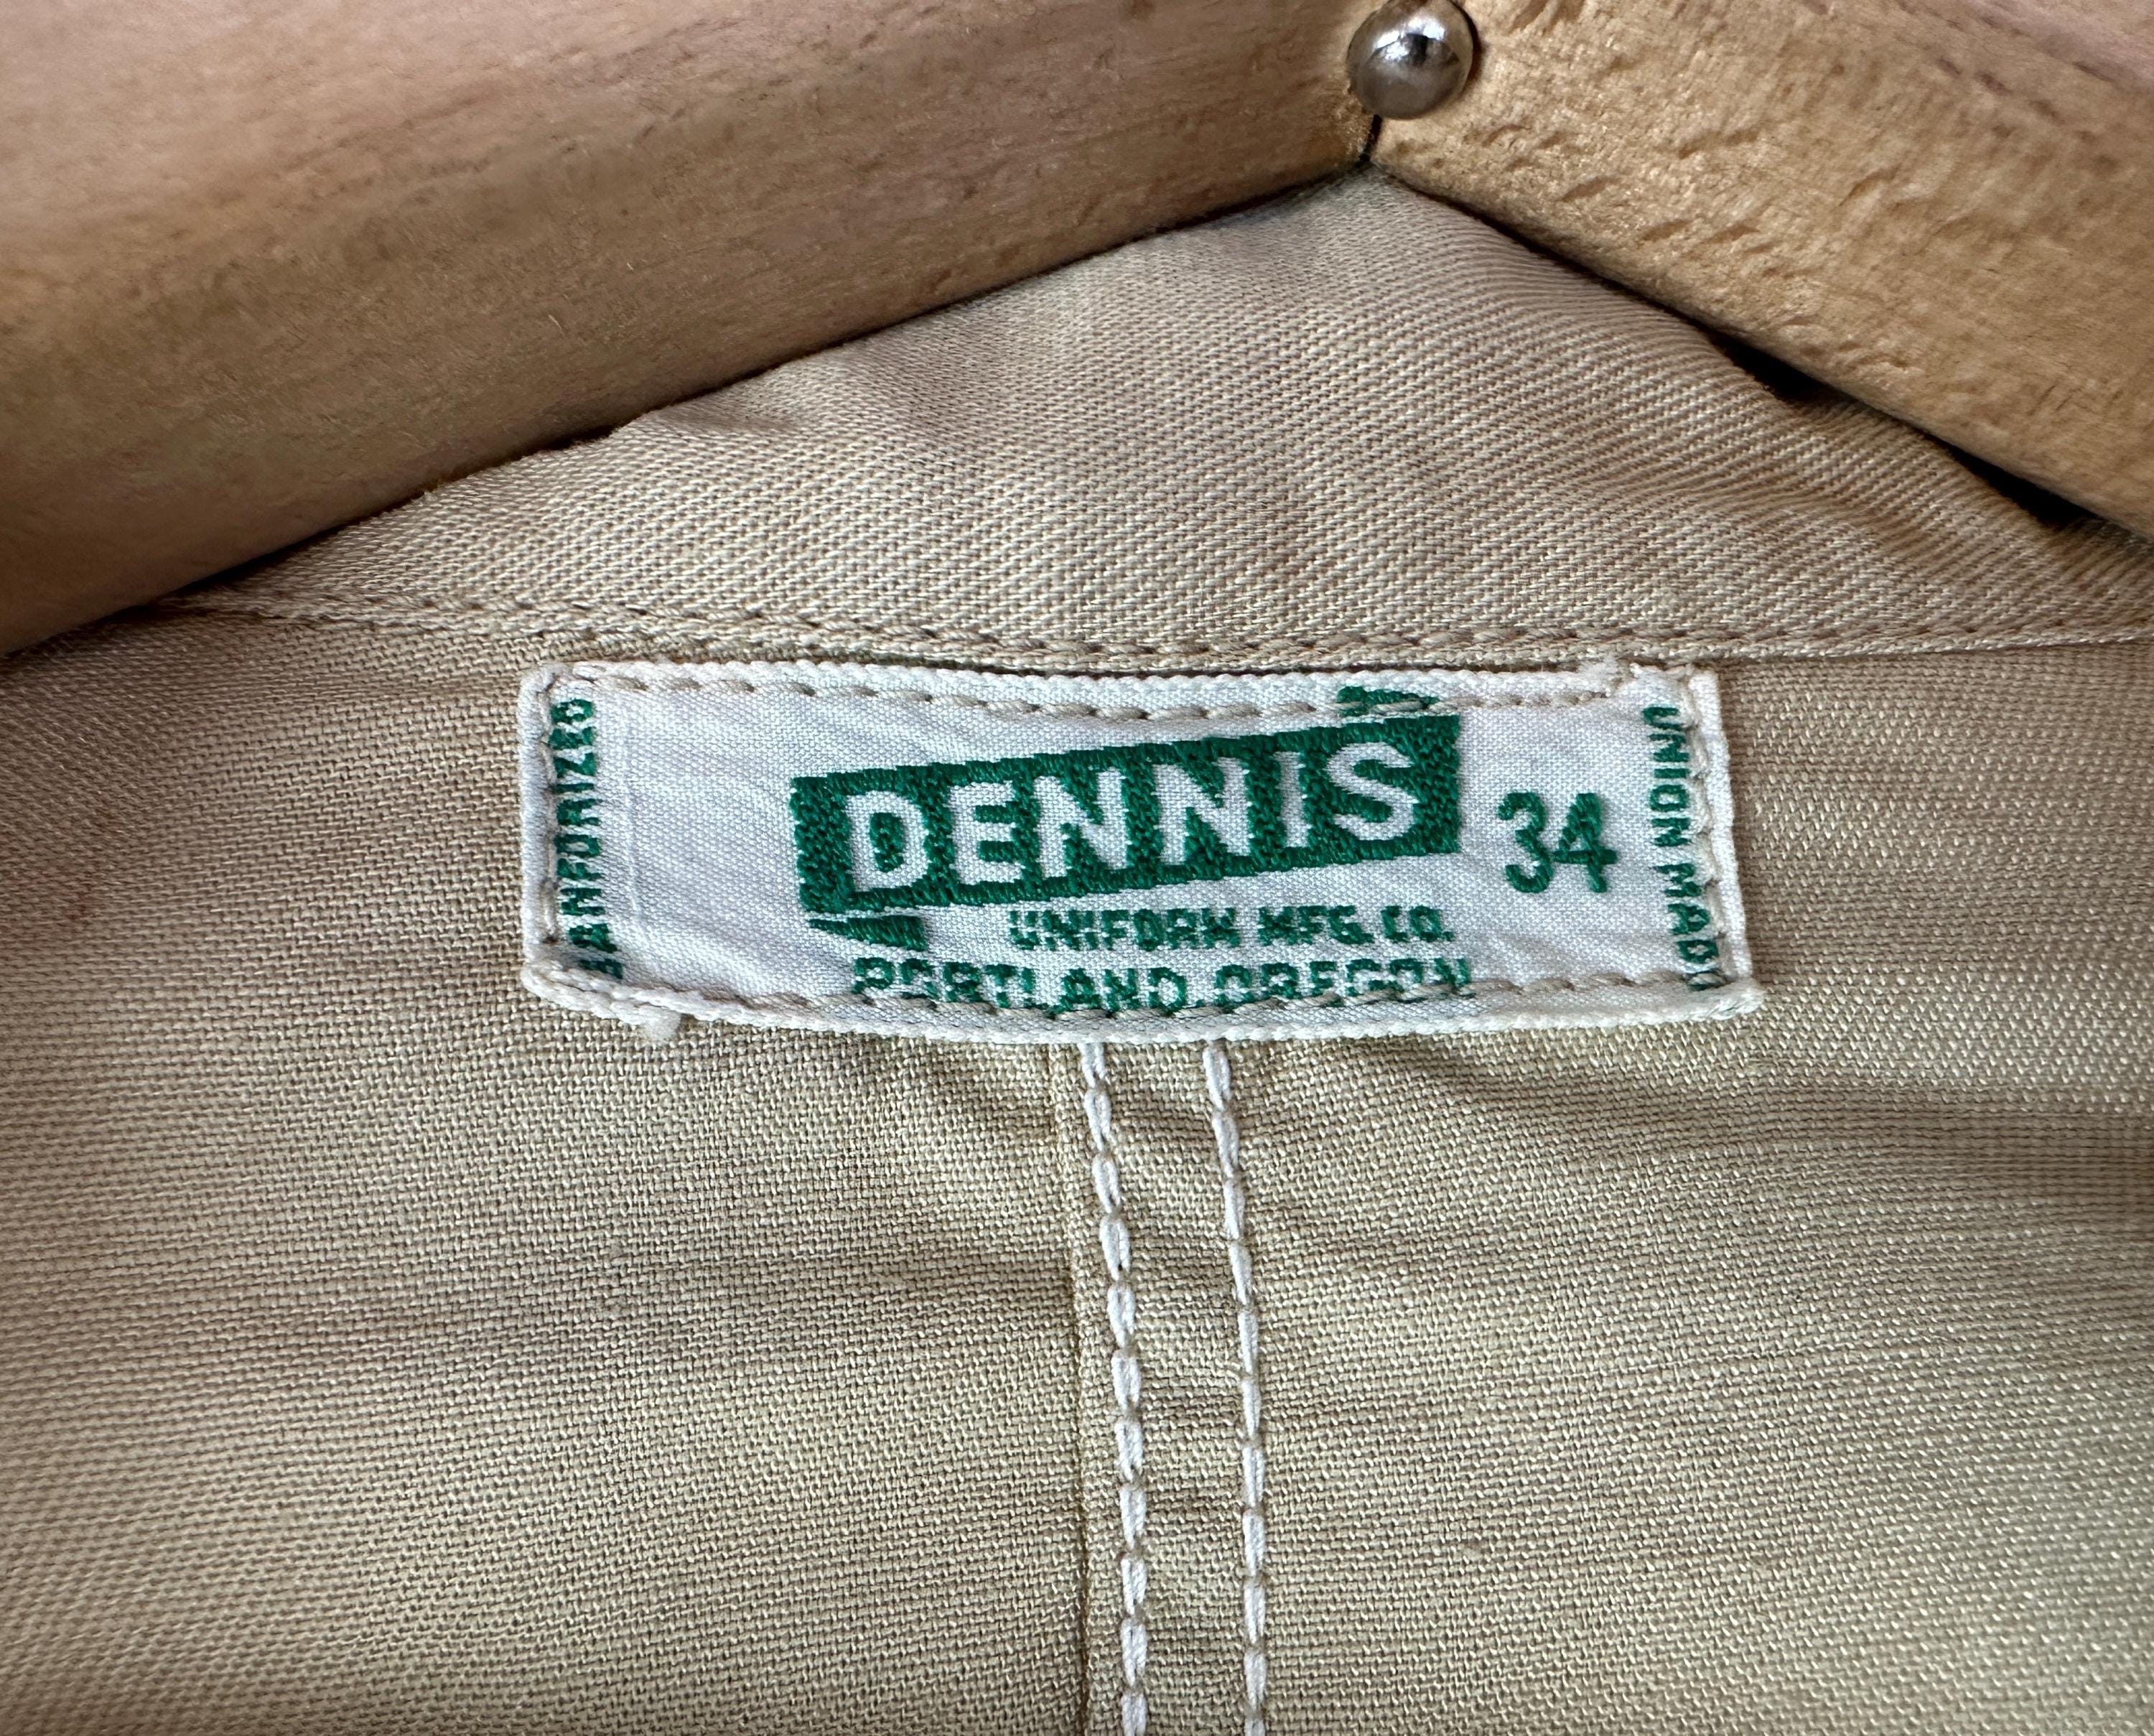 SANFORIZED
DENNIS
34
UNIFORM MFG. CO.
PORTLAND, OREGON
UNION MADE